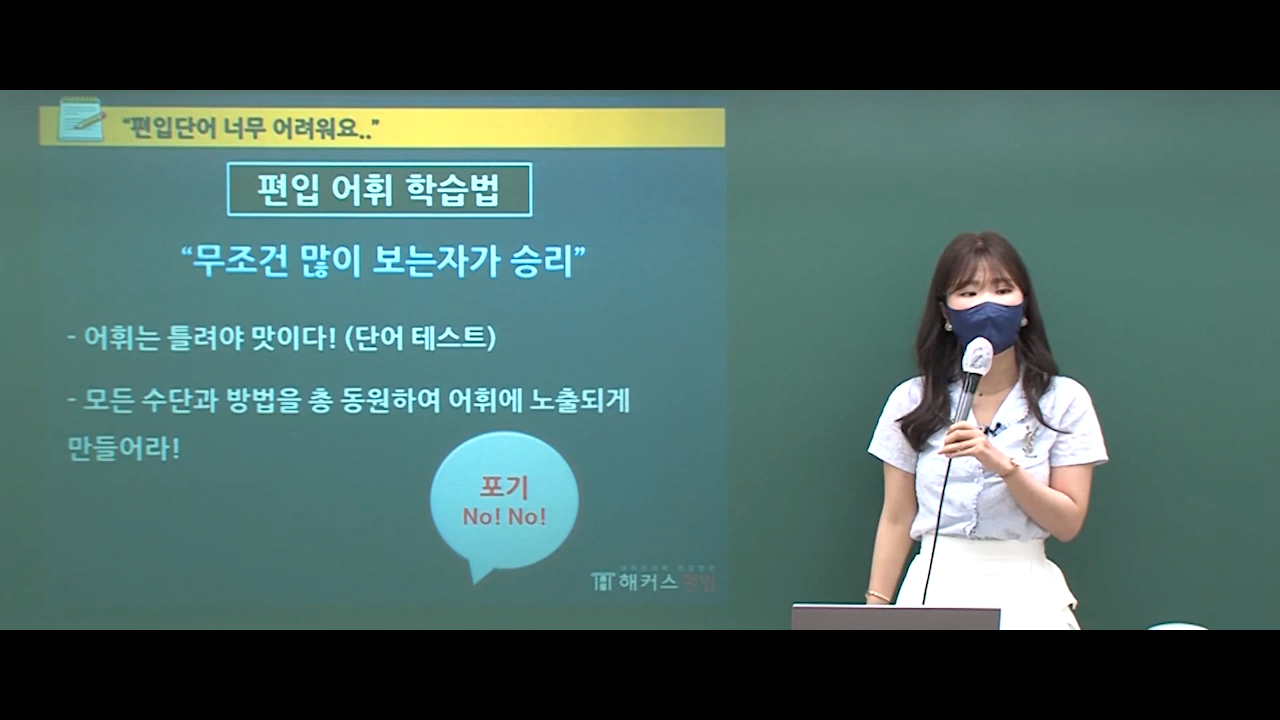 "편입단어 너무 어려워요.."
편입 어휘 학습법
"무조건 많이 보는자가 승리"
- 어휘는 틀려야 맛이다! (단어 테스트)
- 모든 수단과 방법을 총 동원하여 어휘에 노출되게
만들어라!
포기
No! No!
해커스 편입